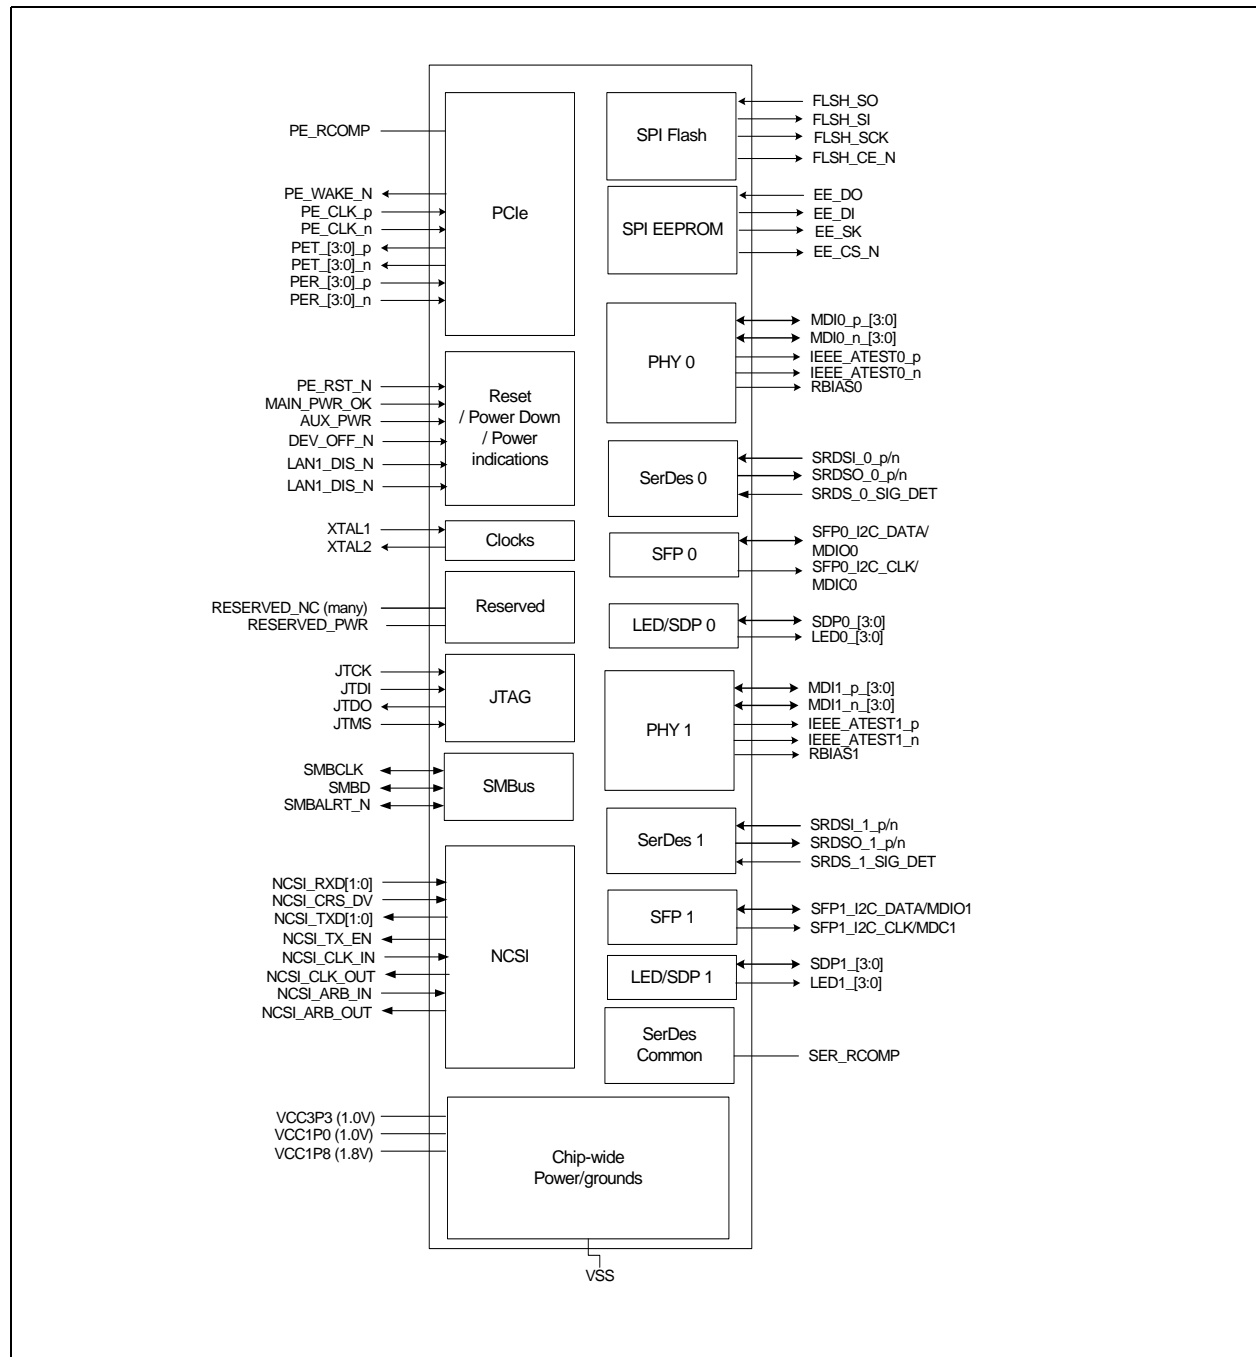 PE_RCOMP
PE_WAKE_N
PE_CLK_p
PE_CLK_n
PET_[3:0]_p
PET_[3:0]_n
PER_[3:0]_p
PER_[3:0]_n
PCIe
PE_RST_N
MAIN_PWR_OK
AUX_PWR
DEV_OFF_N
LAN1_DIS_N
LAN1_DIS_N
Reset
/ Power Down
/ Power
indications
XTAL1
XTAL2
Clocks
RESERVED_NC (many)
RESERVED_PWR
Reserved
JTCK
JTDI
JTDO
JTMS
JTAG
SMBCLK
SMBD
SMBALRT_N
SMBus
NCSI_RXD[1:0]
NCSI_CRS_DV
NCSI_TXD[1:0]
NCSI_TX_EN
NCSI_CLK_IN
NCSI_CLK_OUT
NCSI_ARB_IN
NCSI_ARB_OUT
NCSI
VCC3P3 (1.0V)
VCC1P0 (1.0V)
VCC1P8 (1.8V)
Chip-wide
Power/grounds
VSS
SPI Flash
FLSH_SO
FLSH_SI
FLSH_SCK
FLSH_CE_N
SPI EEPROM
EE_DO
EE_DI
EE_SK
EE_CS_N
PHY 0
MDI0_p_[3:0]
MDI0_n_[3:0]
IEEE_ATEST0_p
IEEE_ATEST0_n
RBIAS0
SerDes 0
SRDSI_0_p/n
SRDSO_0_p/n
SRDS_0_SIG_DET
SFP 0
SFP0_I2C_DATA/
MDIO0
SFP0_I2C_CLK/
MDIC0
LED/SDP 0
SDP0_[3:0]
LED0_[3:0]
PHY 1
MDI1_p_[3:0]
MDI1_n_[3:0]
IEEE_ATEST1_p
IEEE_ATEST1_n
RBIAS1
SerDes 1
SRDSI_1_p/n
SRDSO_1_p/n
SRDS_1_SIG_DET
SFP 1
SFP1_I2C_DATA/MDIO1
SFP1_I2C_CLK/MDC1
LED/SDP 1
SDP1_[3:0]
LED1_[3:0]
SerDes
Common
SER_RCOMP